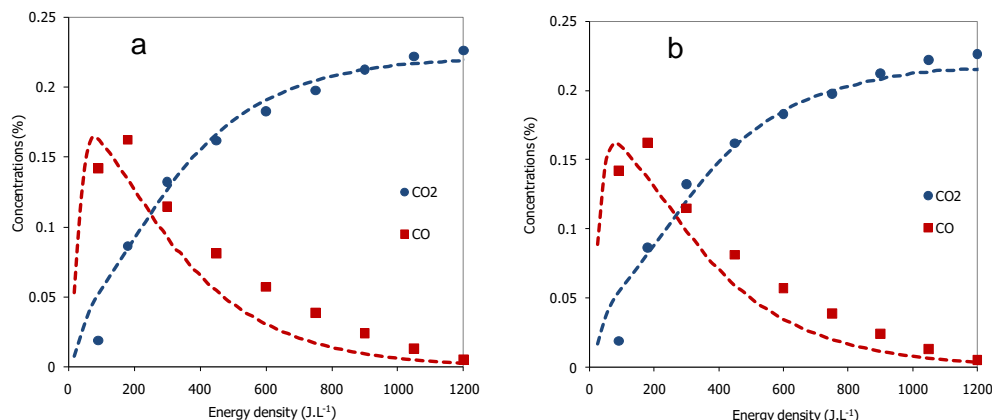 a
0.25
0.2
0.15
0.1
0.05
0
Concentrations (%)
CO2
CO
0 200 400 600 800 1000 1200
Energy density (J.L-1)
b
0.25
0.2
0.15
0.1
0.05
0
Concentrations (%)
CO2
CO
0 200 400 600 800 1000 1200
Energy density (J.L-1)